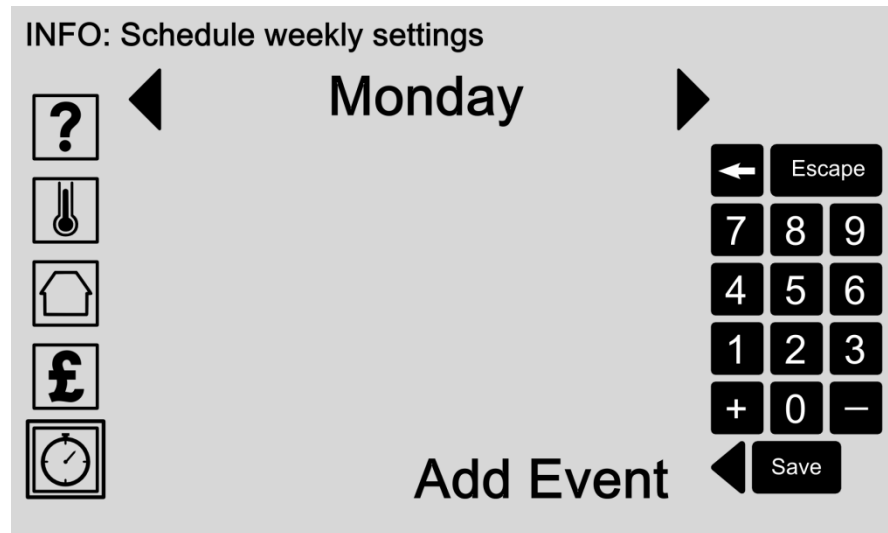 INFO: Schedule weekly settings
Monday
?
Escape
7 8 9
4 5 6
1 2 3
£
+ 0 −
Add Event
Save